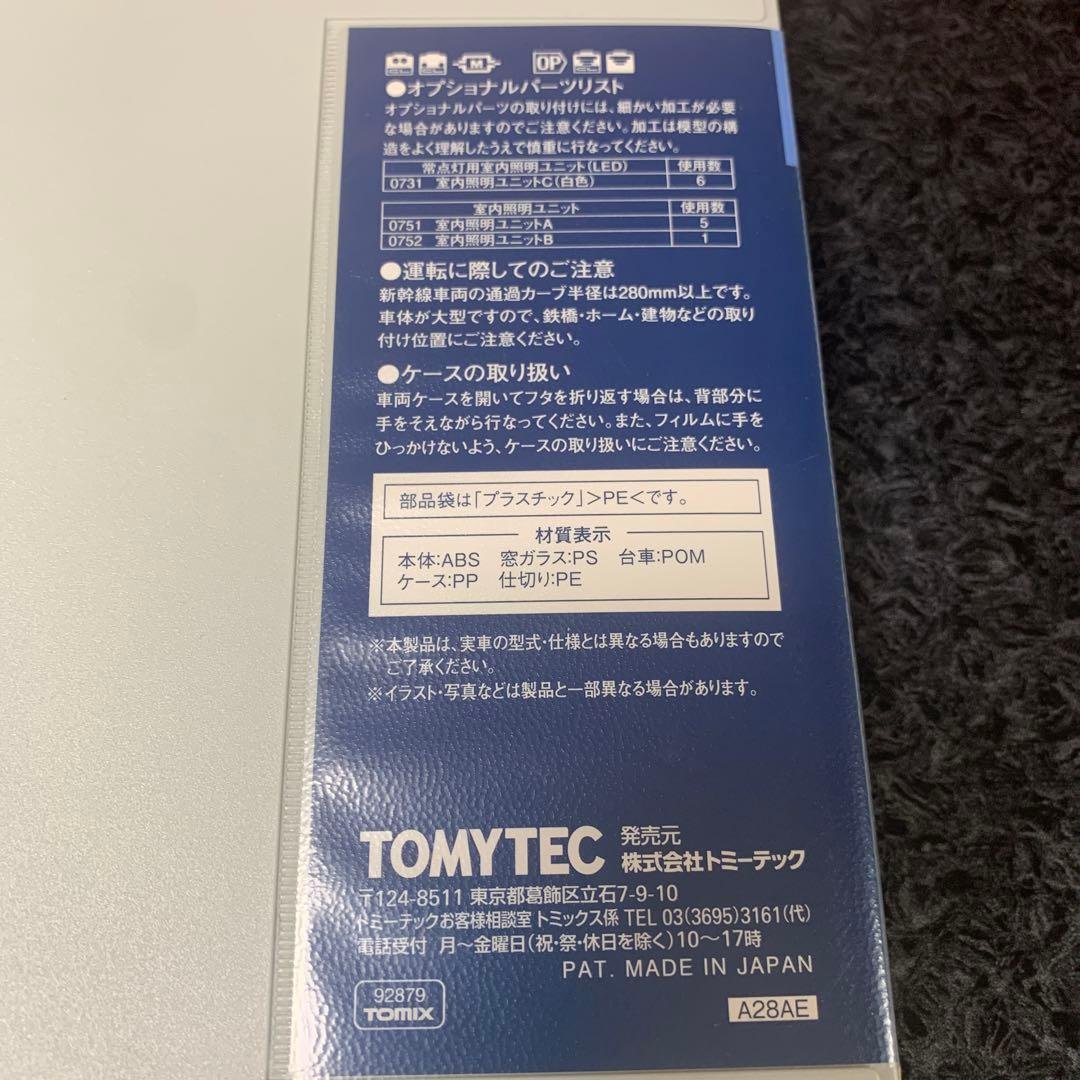 CL CL M OP CL
●オプショナルパーツリスト
オプショナルパーツの取り付けには、細かい加工が必要
な場合がありますのでご注意ください。加工は模型の構
造をよく理解したうえで慎重に行なってください。
常点灯用室内照明ユニット(LED) 使用数
0731 室内照明ユニットC(白色) 6
室内照明ユニット 使用数
0751 室内照明ユニットA 5
0752 室内照明ユニットB 1
●運転に際してのご注意
新幹線車両の通過カーブ半径は280mm以上です。
車体が大型ですので、鉄橋・ホーム・建物などの取り
付け位置にご注意ください。
●ケースの取り扱い
車両ケースを開いてフタを折り返す場合は、背部分に
手をそえながら行なってください。また、フィルムに手を
ひっかけないよう、ケースの取り扱いにご注意ください。
部品袋は「プラスチック」>PE<です。
材質表示
本体:ABS 窓ガラス:PS 台車:POM
ケース:PP 仕切り:PE
※本製品は、実車の型式・仕様とは異なる場合もありますので
ご了承ください。
※イラスト・写真などは製品と一部異なる場合があります。
TOMYTEC 発売元
株式会社トミーテック
〒124-8511 東京都葛飾区立石7-9-10
トミーテックお客様相談室 トミックス係 TEL 03(3695)3161(代)
電話受付 月～金曜日(祝・祭・休日を除く)10～17時
PAT. MADE IN JAPAN
92879
TOMIX
A28AE